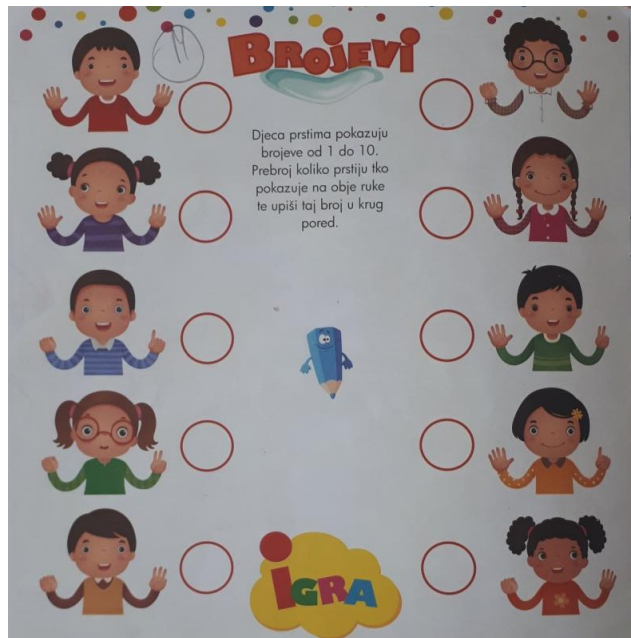 BROJEVI
Djeca prstima pokazuju
brojeve od 1 do 10.
Prebroj koliko prstiju tko
pokazuje na obje ruke
te upiši taj broj u krug
pored.
IGRA